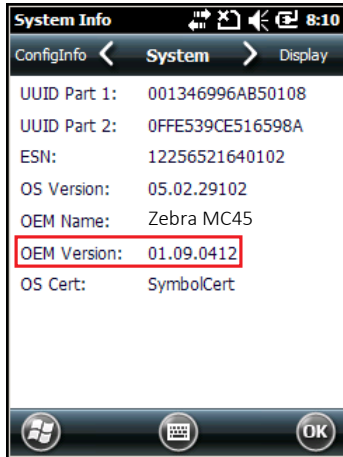 System Info 8:10
ConfigInfo System Display
UUID Part 1: 001346996AB50108
UUID Part 2: 0FFE539CE516598A
ESN: 12256521640102
OS Version: 05.02.29102
OEM Name: Zebra MC45
OEM Version: 01.09.0412
OS Cert: SymbolCert
OK